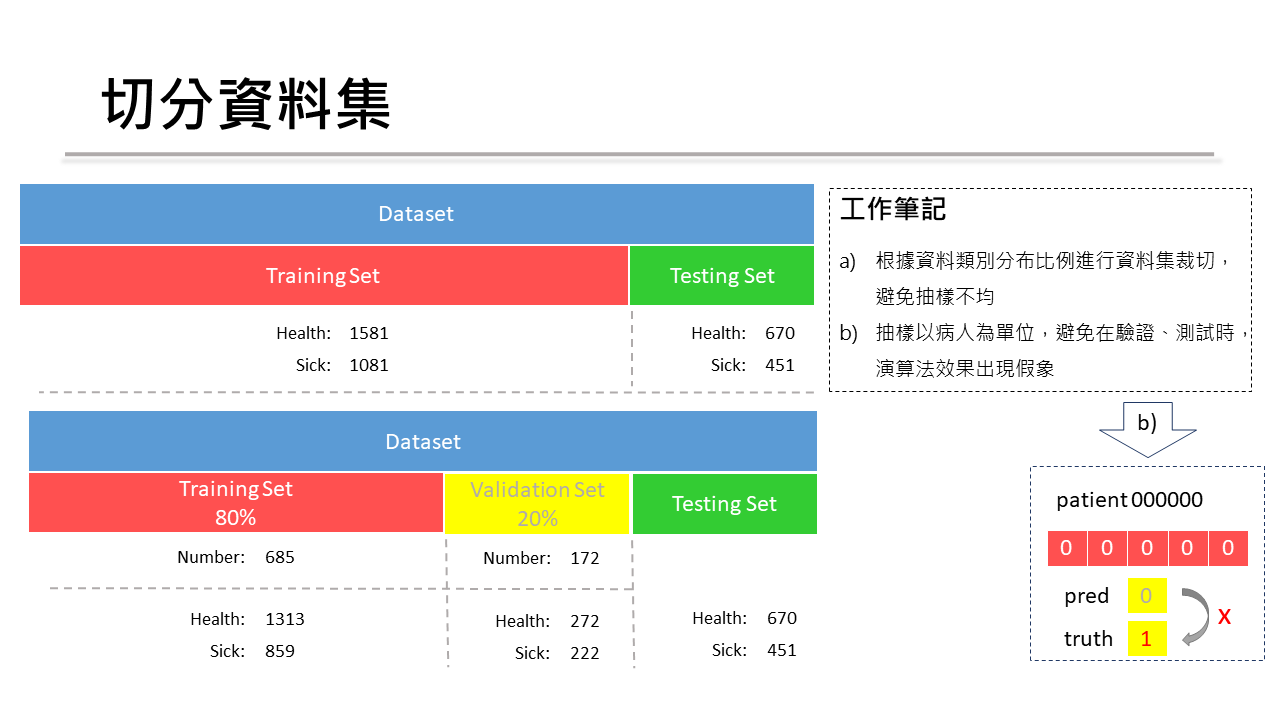 切分資料集
Dataset
Training Set
Testing Set
Health: 1581
Sick: 1081
Health: 670
Sick: 451
Dataset
Training Set
80%
Validation Set
20%
Testing Set
Number: 685
Number: 172
Health: 1313
Sick: 859
Health: 272
Sick: 222
Health: 670
Sick: 451
工作筆記
a) 根據資料類別分布比例進行資料集裁切，
避免抽樣不均
b) 抽樣以病人為單位，避免在驗證、測試時，
演算法效果出現假象
b)
patient 000000
0 0 0 0 0
pred 0
truth 1
X